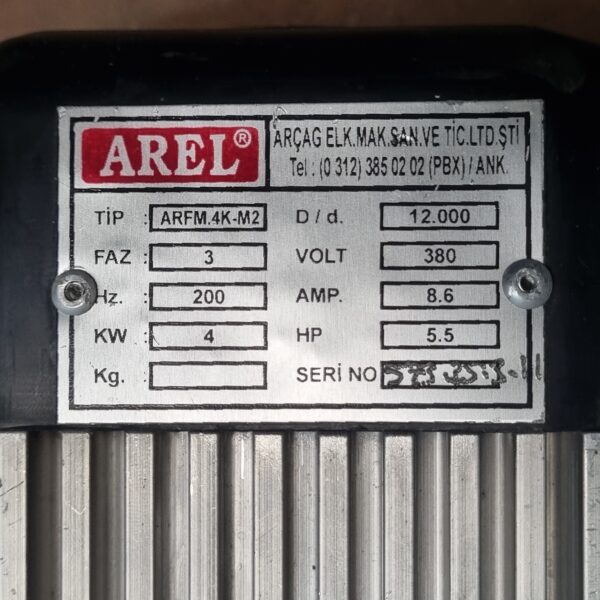 AREL®
ARÇAG ELK.MAK.SAN.VE TİC.LTD.ŞTİ
Tel : (0 312) 385 02 02 (PBX) / ANK.
TİP : ARFM.4K-M2 D / d. 12.000
FAZ : 3 VOLT 380
Hz. : 200 AMP. 8.6
KW : 4 HP 5.5
Kg. : SERİ NO